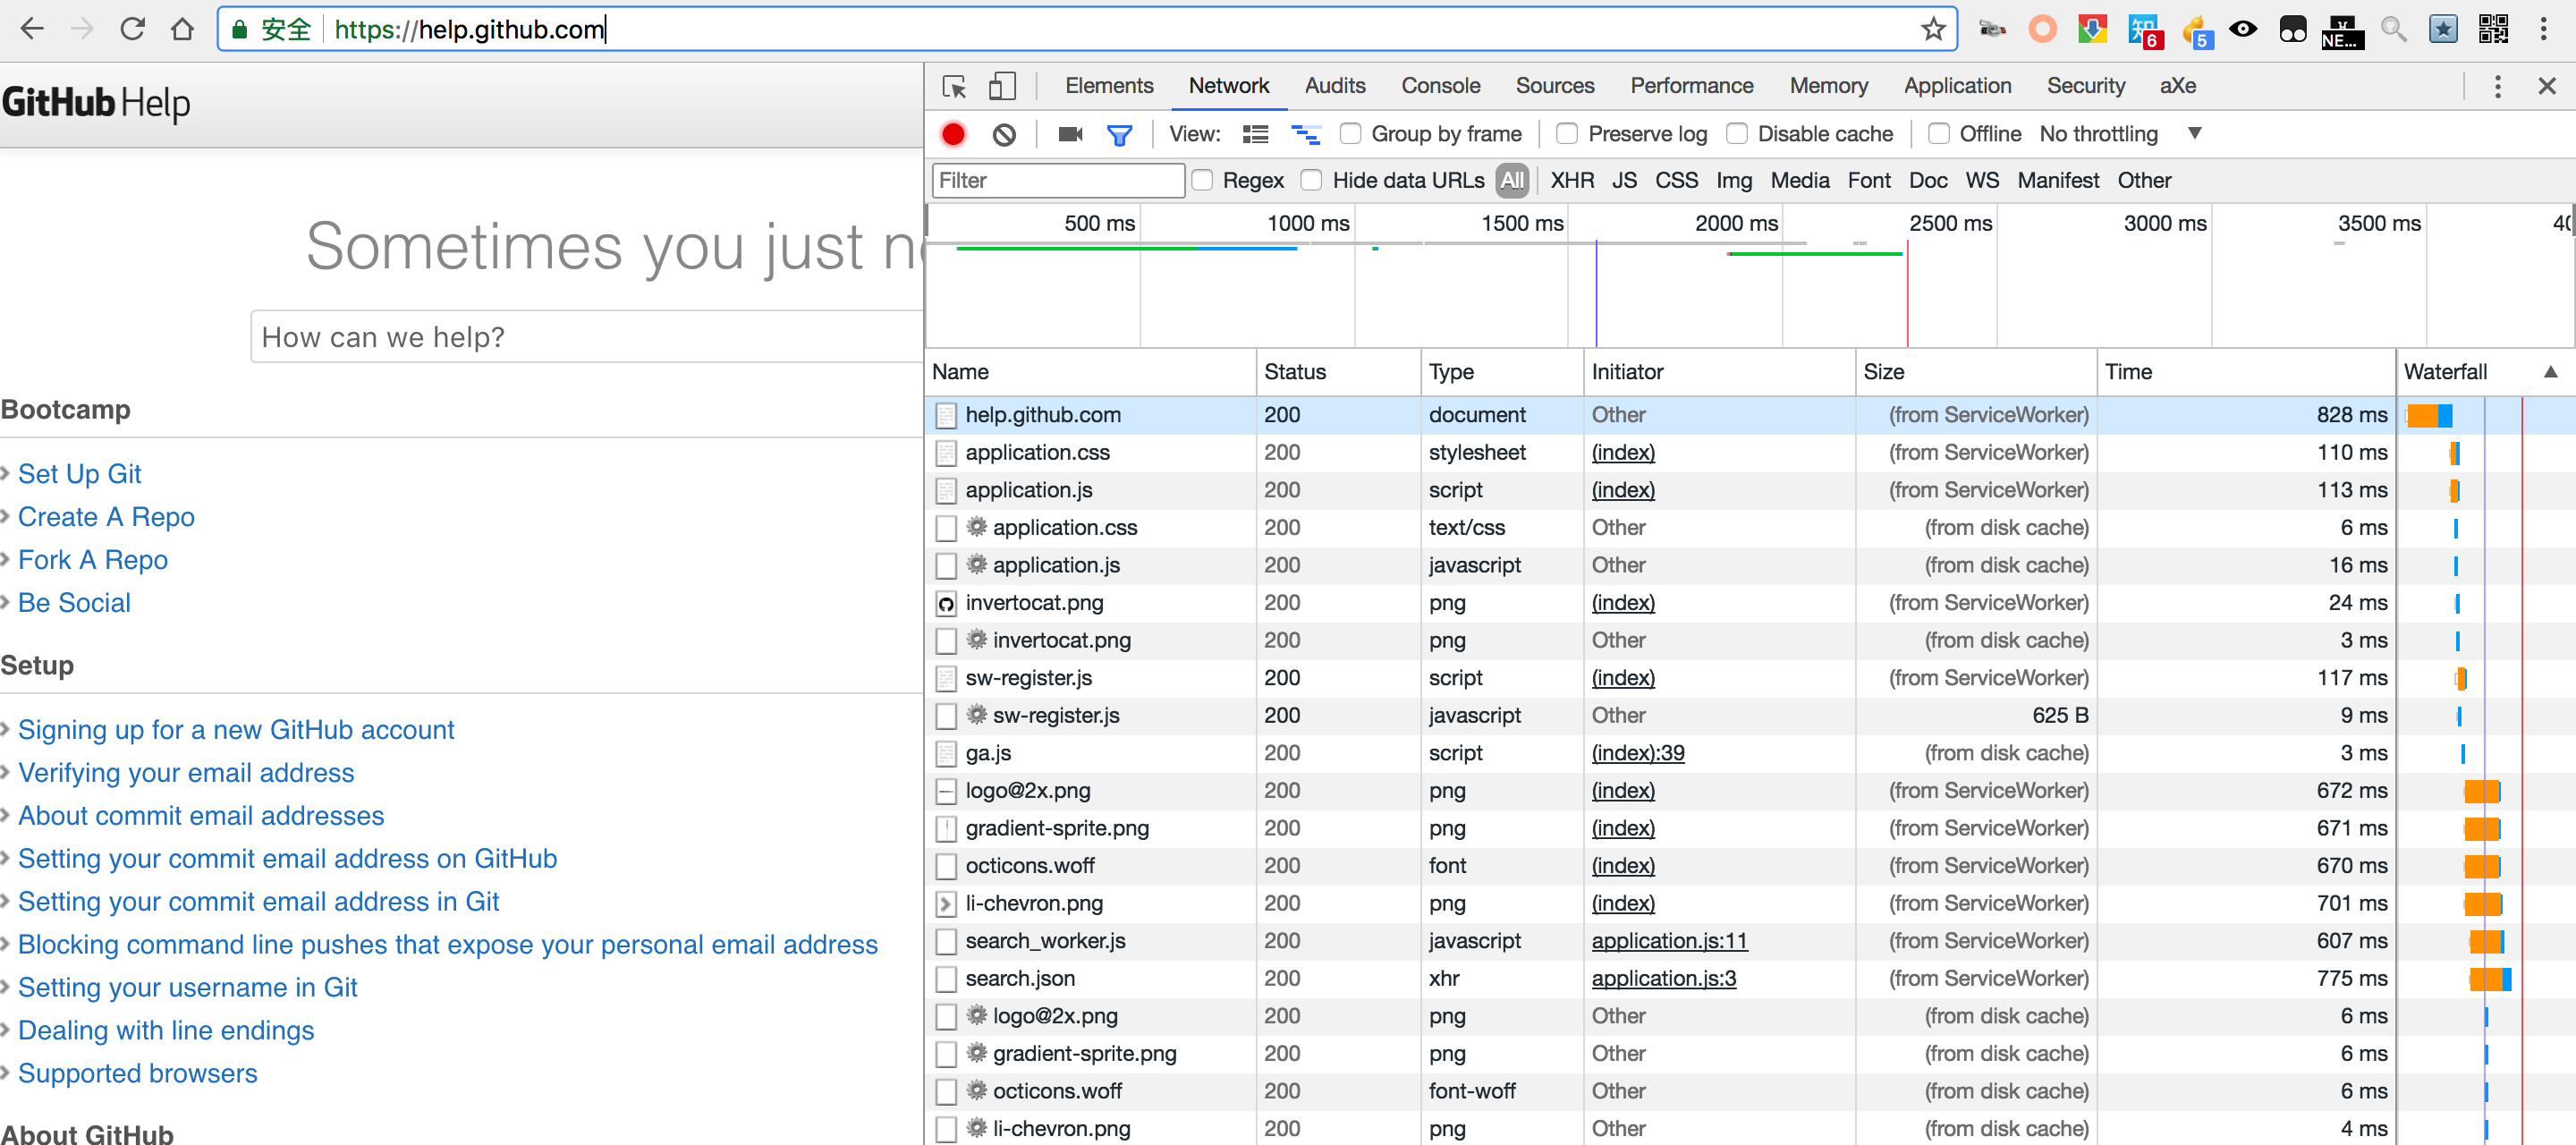 安全 https://help.github.com
6
5
NE...
GitHub Help
Sometimes you just n
How can we help?
Bootcamp
Set Up Git
Create A Repo
Fork A Repo
Be Social
Setup
Signing up for a new GitHub account
Verifying your email address
About commit email addresses
Setting your commit email address on GitHub
Setting your commit email address in Git
Blocking command line pushes that expose your personal email address
Setting your username in Git
Dealing with line endings
Supported browsers
About GitHub
Elements Network Audits Console Sources Performance Memory Application Security aXe
View: Group by frame Preserve log Disable cache Offline No throttling
Filter Regex Hide data URLs All XHR JS CSS Img Media Font Doc WS Manifest Other
500 ms 1000 ms 1500 ms 2000 ms 2500 ms 3000 ms 3500 ms 40
Name Status Type Initiator Size Time Waterfall
help.github.com 200 document Other (from ServiceWorker) 828 ms
application.css 200 stylesheet (index) (from ServiceWorker) 110 ms
application.js 200 script (index) (from ServiceWorker) 113 ms
application.css 200 text/css Other (from disk cache) 6 ms
application.js 200 javascript Other (from disk cache) 16 ms
invertocat.png 200 png (index) (from ServiceWorker) 24 ms
invertocat.png 200 png Other (from disk cache) 3 ms
sw-register.js 200 script (index) (from ServiceWorker) 117 ms
sw-register.js 200 javascript Other 625 B 9 ms
ga.js 200 script (index):39 (from disk cache) 3 ms
logo@2x.png 200 png (index) (from ServiceWorker) 672 ms
gradient-sprite.png 200 png (index) (from ServiceWorker) 671 ms
octicons.woff 200 font (index) (from ServiceWorker) 670 ms
li-chevron.png 200 png (index) (from ServiceWorker) 701 ms
search_worker.js 200 javascript application.js:11 (from ServiceWorker) 607 ms
search.json 200 xhr application.js:3 (from ServiceWorker) 775 ms
logo@2x.png 200 png Other (from disk cache) 6 ms
gradient-sprite.png 200 png Other (from disk cache) 6 ms
octicons.woff 200 font-woff Other (from disk cache) 6 ms
li-chevron.png 200 png Other (from disk cache) 4 ms